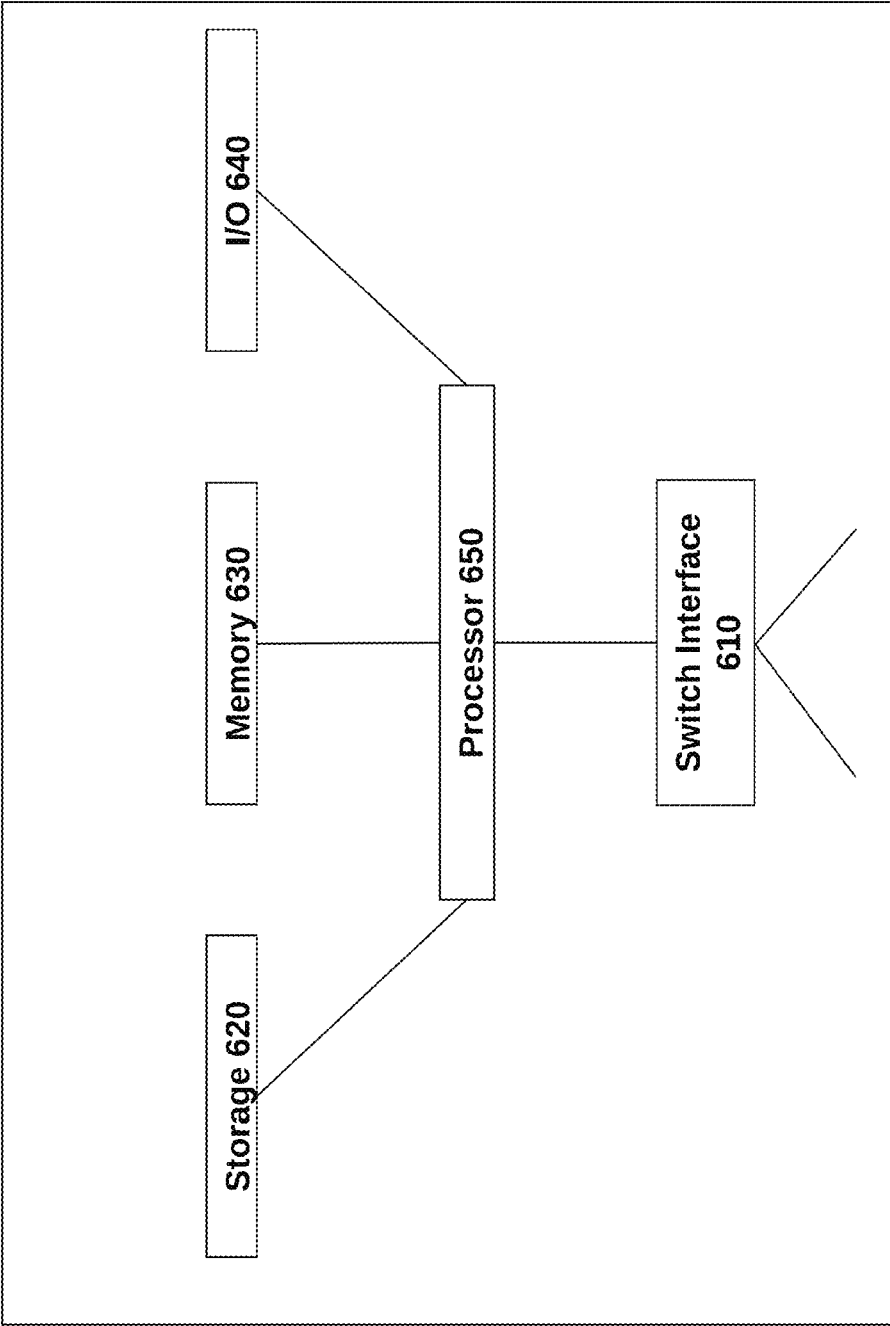 Storage 620
Memory 630
I/O 640
Processor 650
Switch Interface
610